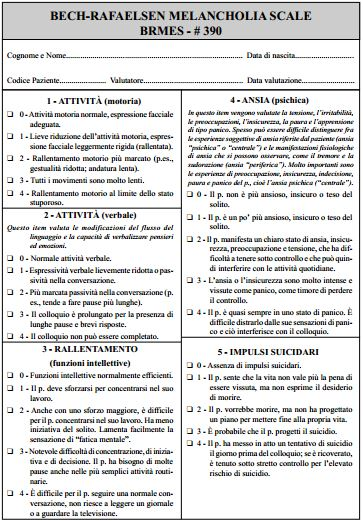 BECH-RAFAELSEN MELANCHOLIA SCALE
BRMES - # 390
Cognome e Nome
Data di nascita
Codice Paziente
Valutatore
Data valutazione
1 - ATTIVITÀ (motoria)
0 - Attività motoria normale, espressione facciale
adeguata.
1 - Lieve riduzione dell'attività motoria, espres-
sione facciale leggermente rigida (rallentata).
2 - Rallentamento motorio più marcato (p.es.,
gestualità ridotta; andatura lenta).
3 - Tutti i movimenti sono molto lenti.
4 - Rallentamento motorio al limite dello stato
stuporoso.
2 - ATTIVITÀ (verbale)
Questo item valuta le modificazioni del flusso del
linguaggio e la capacità di verbalizzare pensieri
ed emozioni.
0 - Normale attività verbale.
1 - Espressività verbale lievemente ridotta o pas-
sività nella conversazione.
2 - Più marcata passività nella conversazione (p.
es., tende a fare pause più lunghe).
3 - Il colloquio è prolungato per la presenza di
lunghe pause e brevi risposte.
4 - Il colloquio non può essere completato.
3 - RALLENTAMENTO
(funzioni intellettive)
0 - Funzioni intellettive normalmente efficienti.
1 - Il p. deve sforzarsi per concentrarsi nel suo
lavoro.
2 - Anche con uno sforzo maggiore, è difficile
per il p. concentrarsi nel suo lavoro. Ha meno
iniziativa del solito. Lamenta facilmente la
sensazione di "fatica mentale".
3 - Notevole difficoltà di concentrazione, di inizia-
tiva e di decisione. Il p. ha bisogno di molte
pause anche nelle più semplici attività routi-
narie.
4 - È difficile per il p. seguire una normale con-
versazione, non riesce a leggere un giornale
o a guardare la televisione.
4 - ANSIA (psichica)
In questo item vengono valutate la tensione, l'irritabilità,
le preoccupazioni, l'insicurezza, la paura e l'apprensione
di tipo panico. Spesso può essere difficile distinguere fra
le esperienze soggettive di ansia riferite dal paziente (ansia
"psichica" o "centrale") e le manifestazioni fisiologiche
di ansia che si possono osservare, come il tremore e la
sudorazione (ansia "periferica"). Molto importanti sono
le esperienze di preoccupazione, insicurezza, indecisione,
paura e panico del p., cioè l'ansia psichica ("centrale").
0 - Il p. non è più ansioso, insicuro o teso del
solito.
1 - Il p. è un po' più ansioso, insicuro o teso del
solito.
2 - Il p. manifesta un chiaro stato di ansia, insicu-
rezza, preoccupazione e tensione, che ha dif-
ficoltà a tenere sotto controllo e che può quin-
di interferire con le attività quotidiane.
3 - L'ansia o l'insicurezza sono molto intense e
vissute come panico, come timore di perdere
il controllo.
4 - Il p. è quasi sempre in uno stato di panico. È
difficile distrarlo dalle sue sensazioni di pani-
co e ciò interferisce con il colloquio.
5 - IMPULSI SUICIDARI
0 - Assenza di impulsi suicidari.
1 - Il p. sente che la vita non vale più la pena di
essere vissuta, ma non esprime il desiderio
di morire.
2 - Il p. vorrebbe morire, ma non ha progettato
un piano per mettere fine alla propria vita.
3 - È probabile che il p. progetti il suicidio.
4 - Il p. ha messo in atto un tentativo di suicidio
il giorno prima del colloquio; se è ricoverato,
è tenuto sotto stretto controllo per l'elevato
rischio di suicidio.